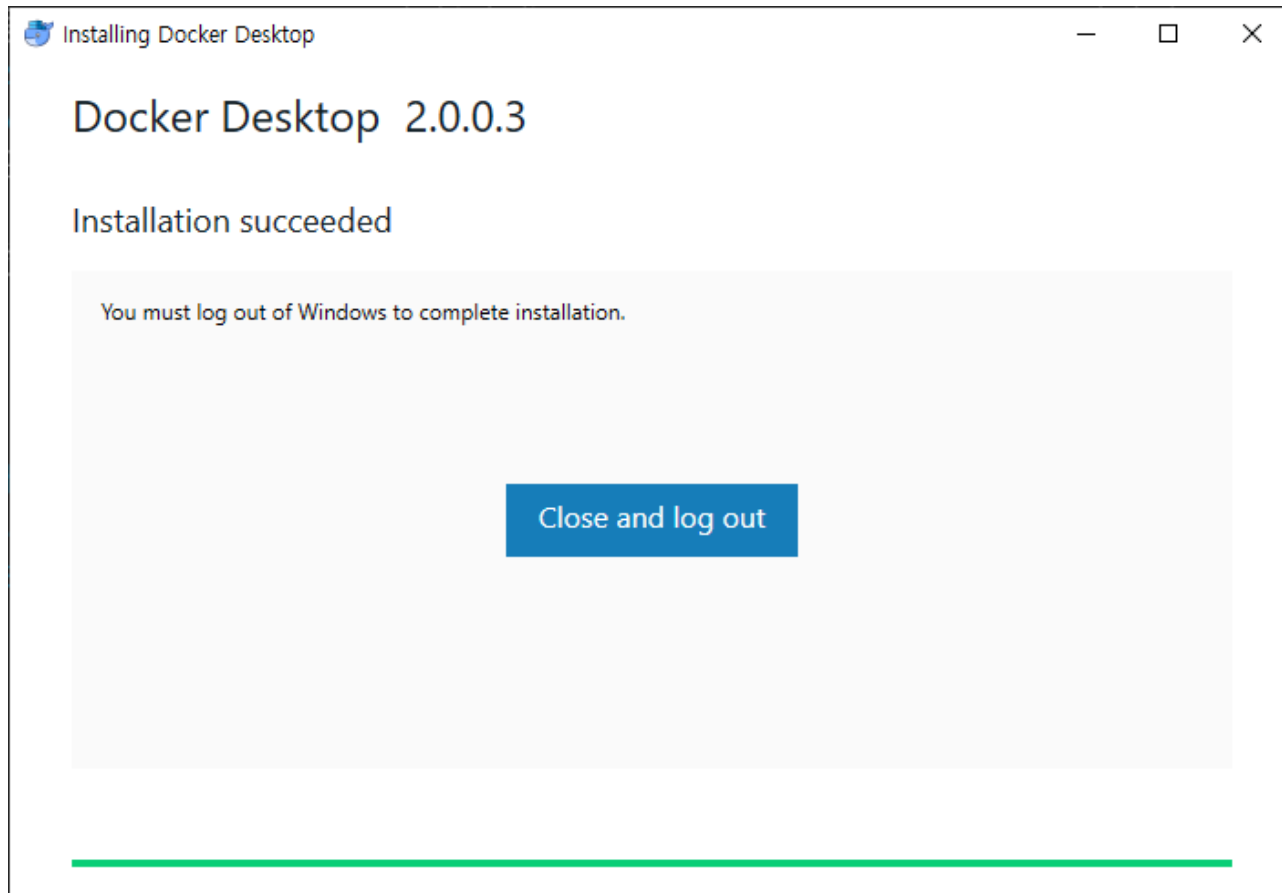 Installing Docker Desktop
Docker Desktop 2.0.0.3
Installation succeeded
You must log out of Windows to complete installation.
Close and log out